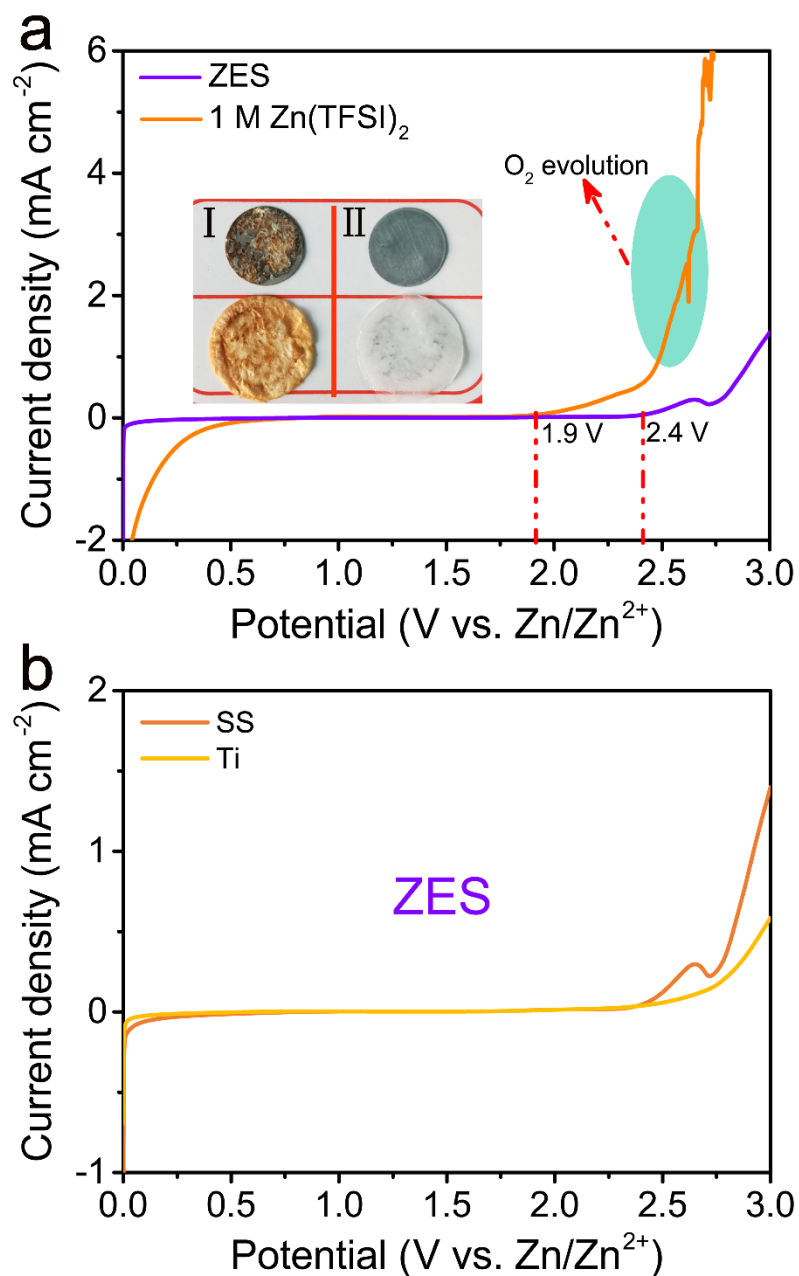 a
6
4
2
0
-2
Current density (mA cm⁻²)
ZES
1 M Zn(TFSI)₂
O₂ evolution
I
II
1.9 V
2.4 V
0.0 0.5 1.0 1.5 2.0 2.5 3.0
Potential (V vs. Zn/Zn²⁺)
b
2
1
0
-1
Current density (mA cm⁻²)
SS
Ti
ZES
0.0 0.5 1.0 1.5 2.0 2.5 3.0
Potential (V vs. Zn/Zn²⁺)